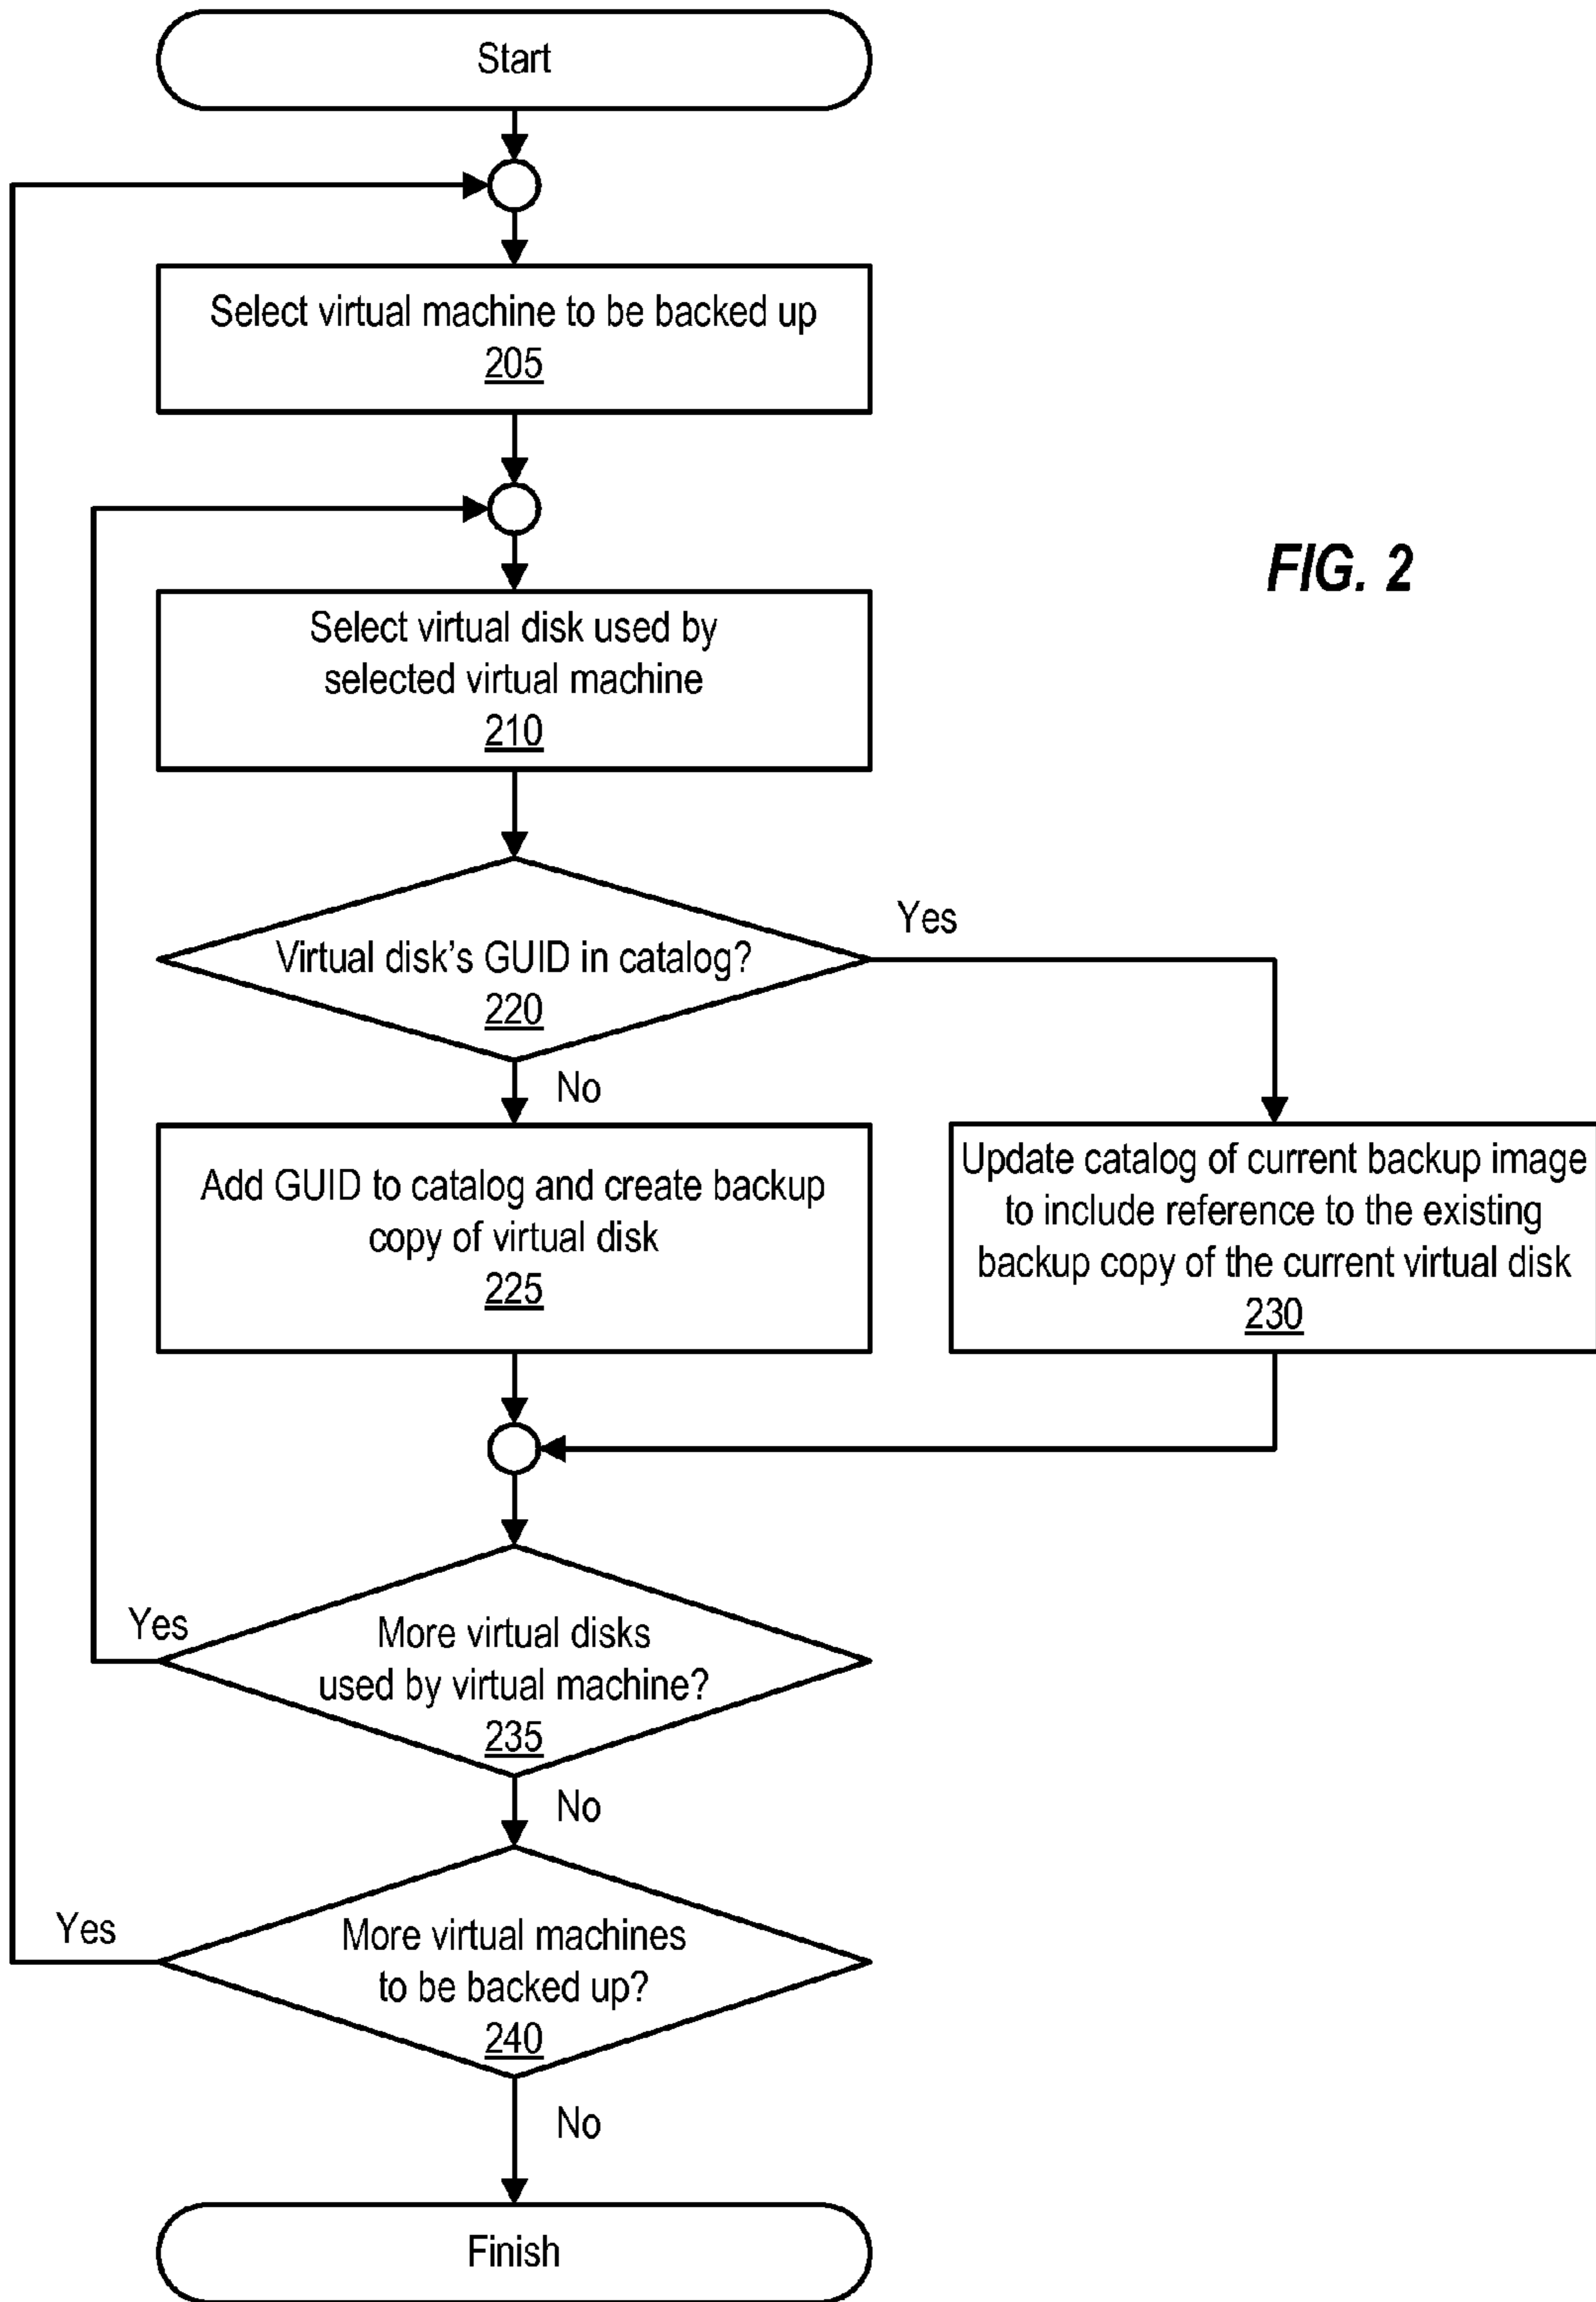 Start
Select virtual machine to be backed up
205
FIG. 2
Select virtual disk used by
selected virtual machine
210
Yes
Virtual disk's GUID in catalog?
220
No
Add GUID to catalog and create backup
copy of virtual disk
225
Update catalog of current backup image
to include reference to the existing
backup copy of the current virtual disk
230
Yes
More virtual disks
used by virtual machine?
235
No
Yes
More virtual machines
to be backed up?
240
No
Finish